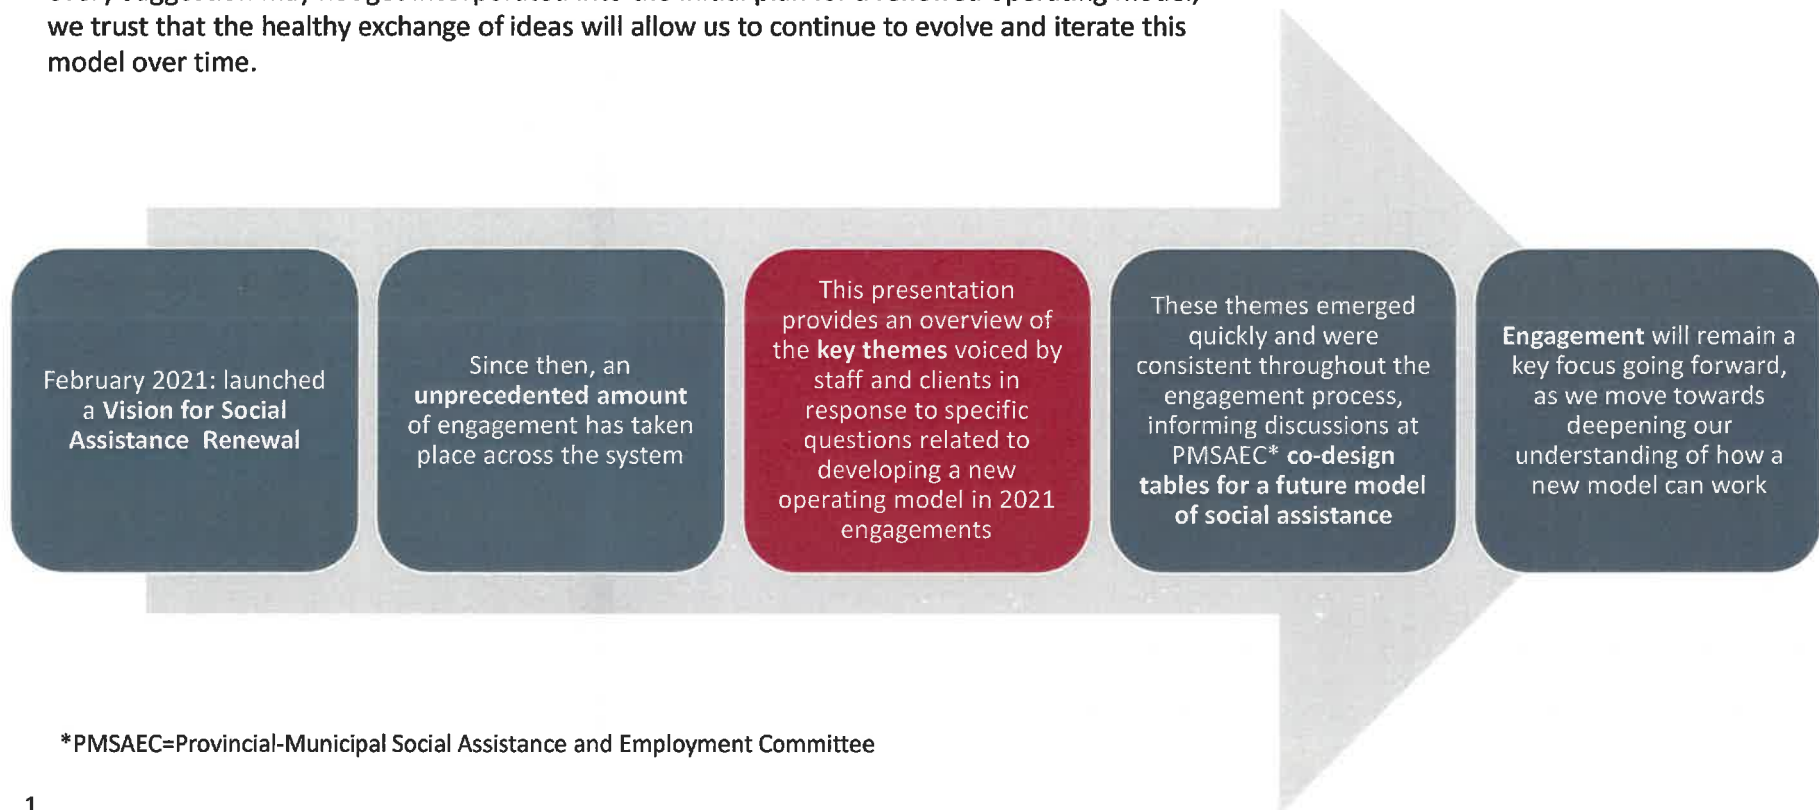 we trust that the healthy exchange of ideas will allow us to continue to evolve and iterate this
model over time.
February 2021: launched
a Vision for Social
Assistance Renewal
Since then, an
unprecedented amount
of engagement has taken
place across the system
This presentation
provides an overview of
the key themes voiced by
staff and clients in
response to specific
questions related to
developing a new
operating model in 2021
engagements
These themes emerged
quickly and were
consistent throughout the
engagement process,
informing discussions at
PMSAEC* co-design
tables for a future model
of social assistance
Engagement will remain a
key focus going forward,
as we move towards
deepening our
understanding of how a
new model can work
*PMSAEC=Provincial-Municipal Social Assistance and Employment Committee
1